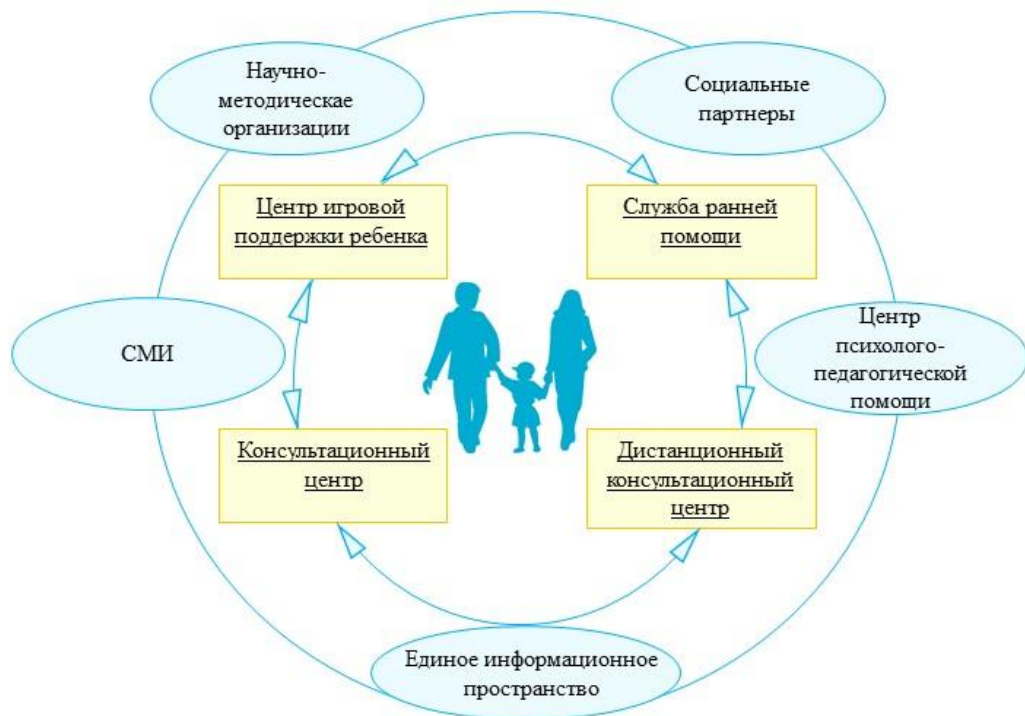 Научно-
методическае
организации
Социальные
партнеры
Центр игровой
поддержки ребенка
Служба ранней
помощи
СМИ
Центр
психолого-
педагогической
помощи
Консультационный
центр
Дистанционный
консультационный
центр
Единое информационное
пространство